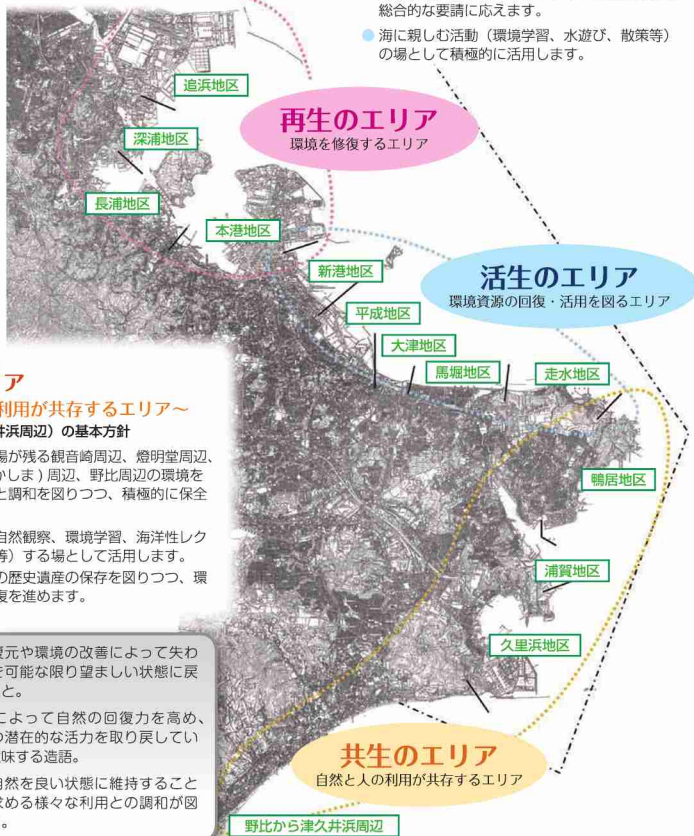 総合的な要請に応えます。
●海に親しむ活動（環境学習、水遊び、散策等）
の場として積極的に活用します。
追浜地区
再生のエリア
環境を修復するエリア
深浦地区
長浦地区
本港地区
新港地区
活生のエリア
環境資源の回復・活用を図るエリア
平成地区
大津地区
馬堀地区
走水地区
ア
利用が共存するエリア～
井浜周辺）の基本方針
場が残る観音崎周辺、燈明堂周辺、
かしま）周辺、野比周辺の環境を
と調和を図りつつ、積極的に保全
自然観察、環境学習、海洋性レク
等）する場として活用します。
の歴史遺産の保存を図りつつ、環
復を進めます。
鴨居地区
浦賀地区
久里浜地区
復元や環境の改善によって失わ
を可能な限り望ましい状態に戻
と。
によって自然の回復力を高め、
つ潜在的な活力を取り戻してい
意味する造語。
自然を良い状態に維持すること
求める様々な利用との調和が図
。
共生のエリア
自然と人の利用が共存するエリア
野比から津久井浜周辺